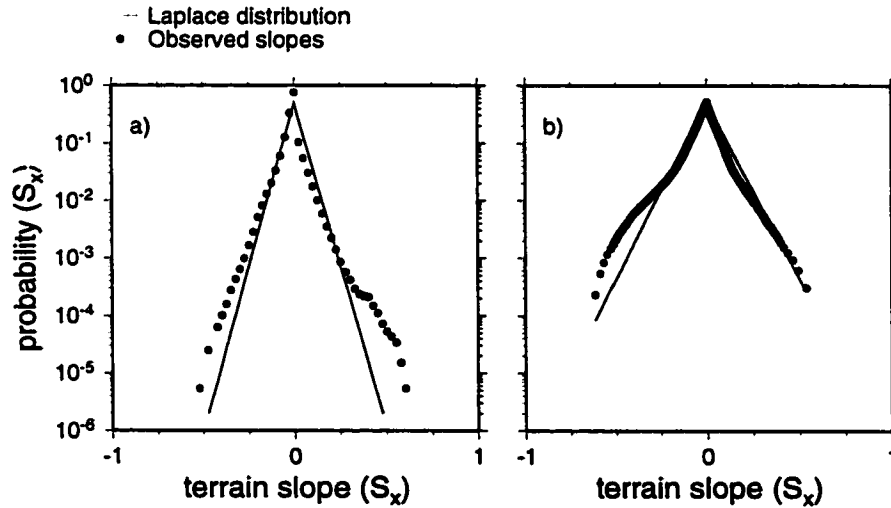 — Laplace distribution
● Observed slopes
probability (Sₓ)
10⁰
10⁻¹
10⁻²
10⁻³
10⁻⁴
10⁻⁵
10⁻⁶
a)
-1 0 1
terrain slope (Sₓ)
b)
-1 0 1
terrain slope (Sₓ)